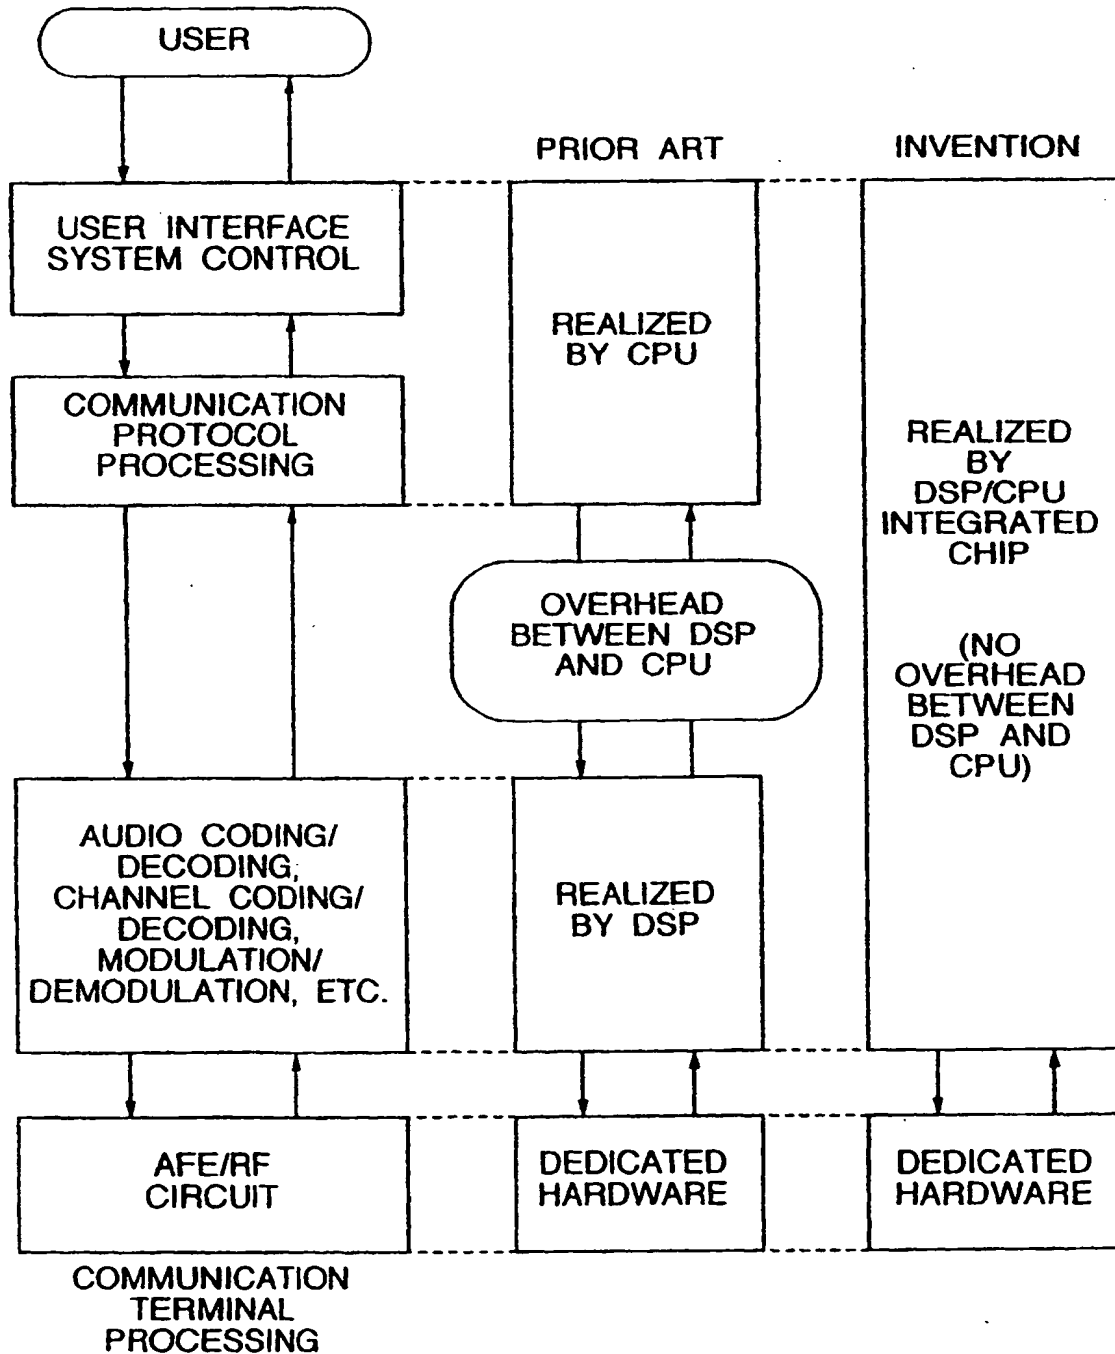 USER
PRIOR ART
INVENTION
USER INTERFACE
SYSTEM CONTROL
REALIZED
BY CPU
COMMUNICATION
PROTOCOL
PROCESSING
REALIZED
BY
DSP/CPU
INTEGRATED
CHIP
(NO
OVERHEAD
BETWEEN
DSP AND
CPU)
OVERHEAD
BETWEEN DSP
AND CPU
AUDIO CODING/
DECODING,
CHANNEL CODING/
DECODING,
MODULATION/
DEMODULATION, ETC.
REALIZED
BY DSP
AFE/RF
CIRCUIT
DEDICATED
HARDWARE
DEDICATED
HARDWARE
COMMUNICATION
TERMINAL
PROCESSING